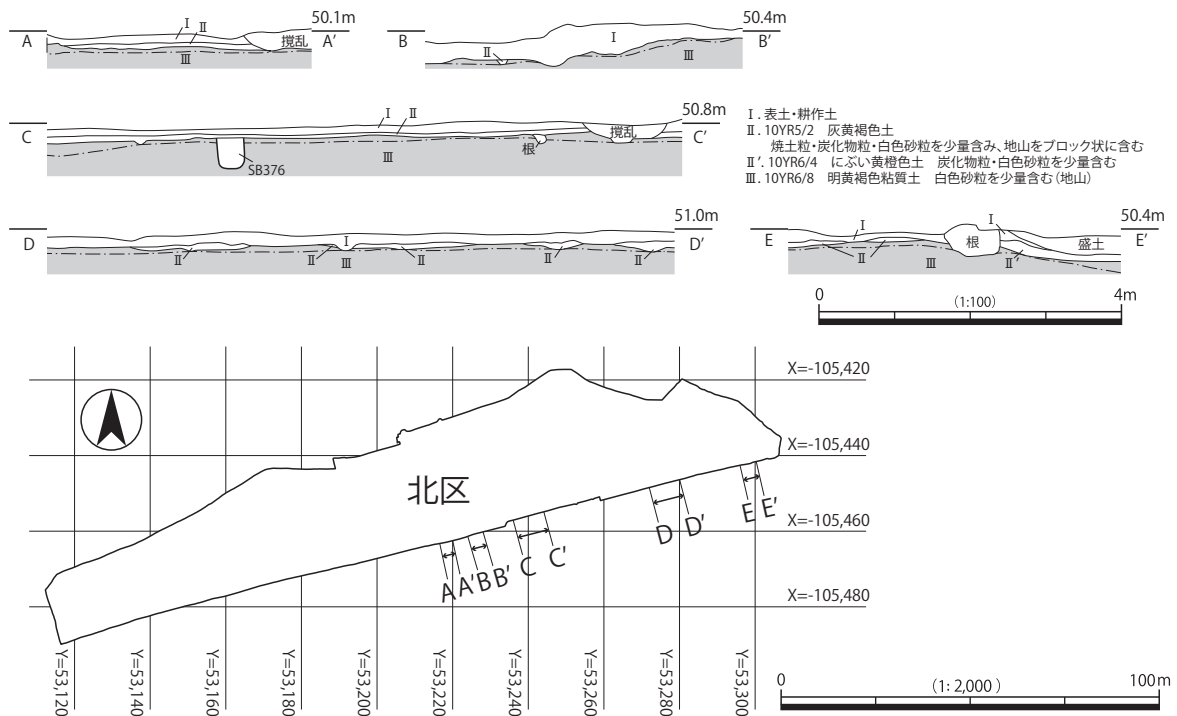 50.1m
A Ⅰ Ⅱ 撹乱 A′
Ⅲ
50.4m
B Ⅱ Ⅰ B′
Ⅲ
50.8m
C Ⅰ Ⅱ 撹乱 C′
根
Ⅲ
SB376
Ⅰ. 表土・耕作土
Ⅱ. 10YR5/2 灰黄褐色土
焼土粒・炭化物粒・白色砂粒を少量含み、地山をブロック状に含む
Ⅱ′. 10YR6/4 にぶい黄橙色土 炭化物粒・白色砂粒を少量含む
Ⅲ. 10YR6/8 明黄褐色粘質土 白色砂粒を少量含む(地山)
51.0m
D Ⅰ D′
Ⅱ Ⅱ Ⅲ Ⅱ Ⅱ Ⅱ
50.4m
E Ⅰ 根 Ⅰ 盛土 E′
Ⅱ Ⅲ Ⅱ′
0 (1:100) 4m
X=-105,420
X=-105,440
北区
X=-105,460
A A′ B B′ C C′ D D′ E E′
X=-105,480
Y=53,120
Y=53,140
Y=53,160
Y=53,180
Y=53,200
Y=53,220
Y=53,240
Y=53,260
Y=53,280
Y=53,300
0 (1: 2,000 ) 100m